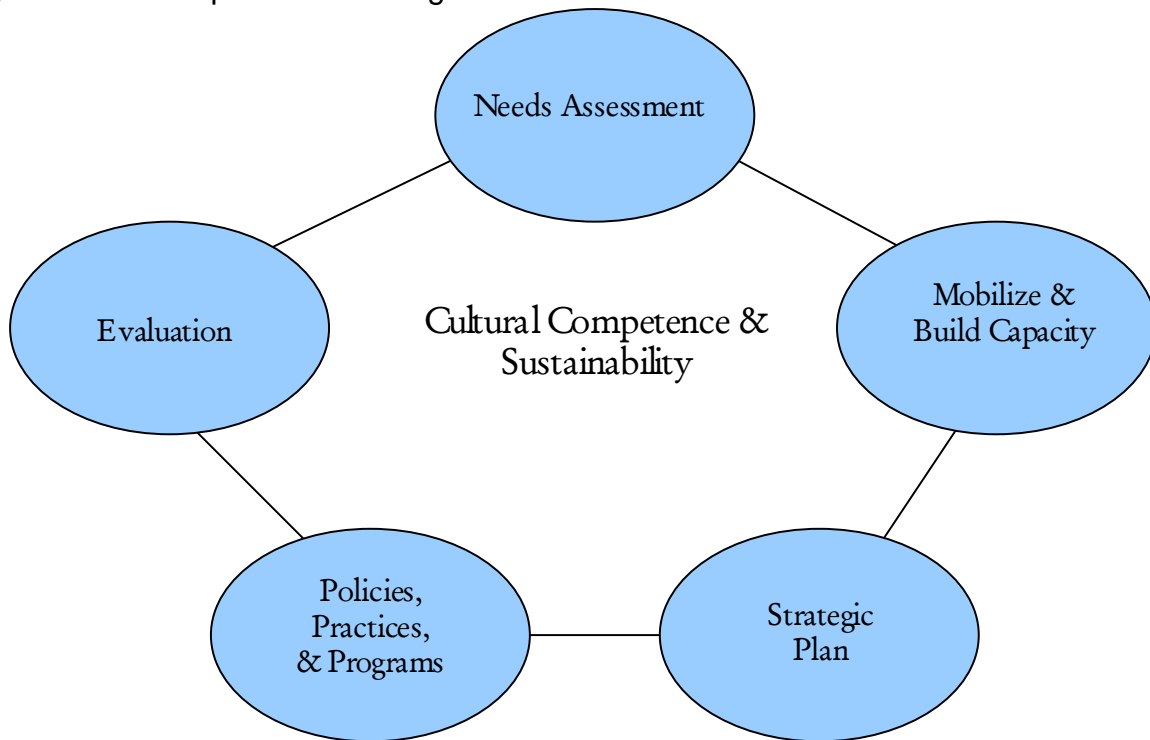 Needs Assessment
Mobilize &
Build Capacity
Cultural Competence &
Sustainability
Evaluation
Policies,
Practices,
& Programs
Strategic
Plan